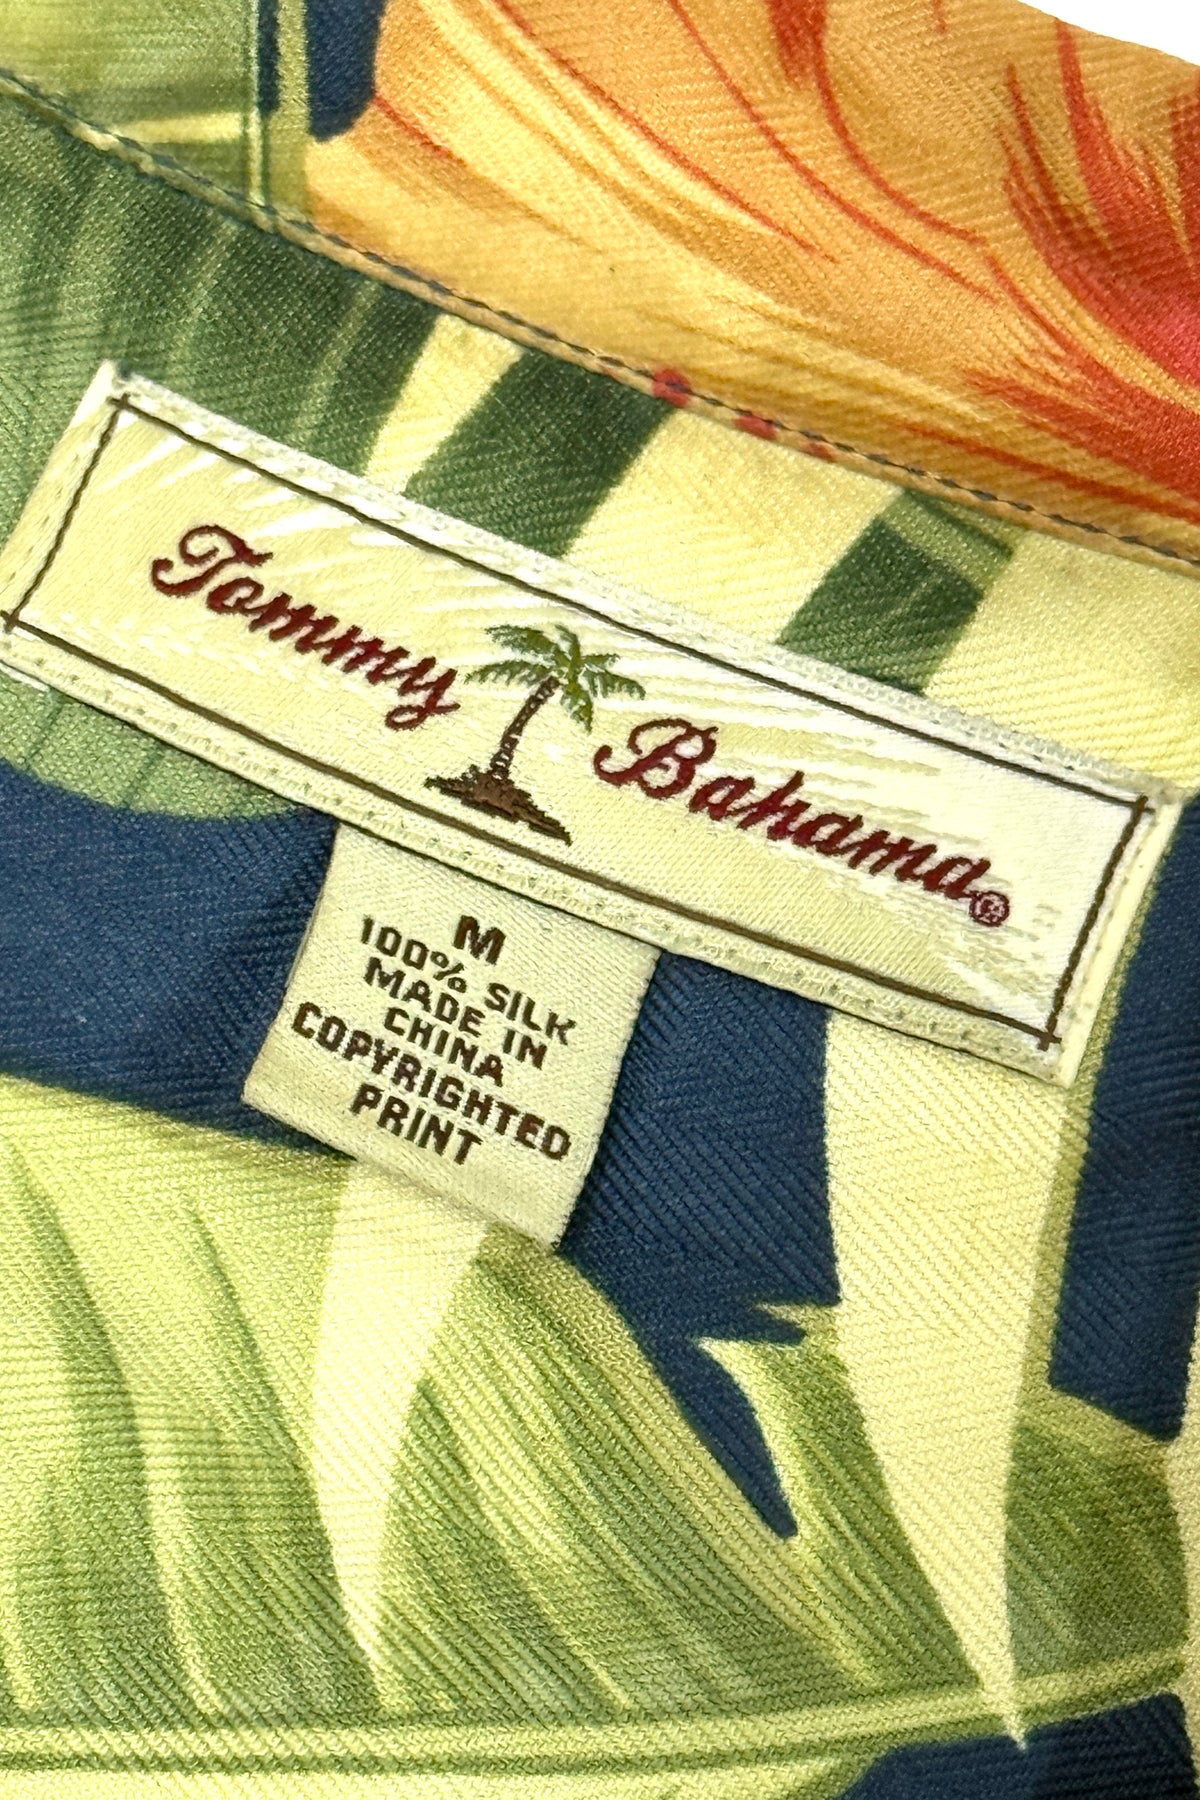 Tommy Bahama®
M
100% SILK
MADE IN
CHINA
COPYRIGHTED
PRINT